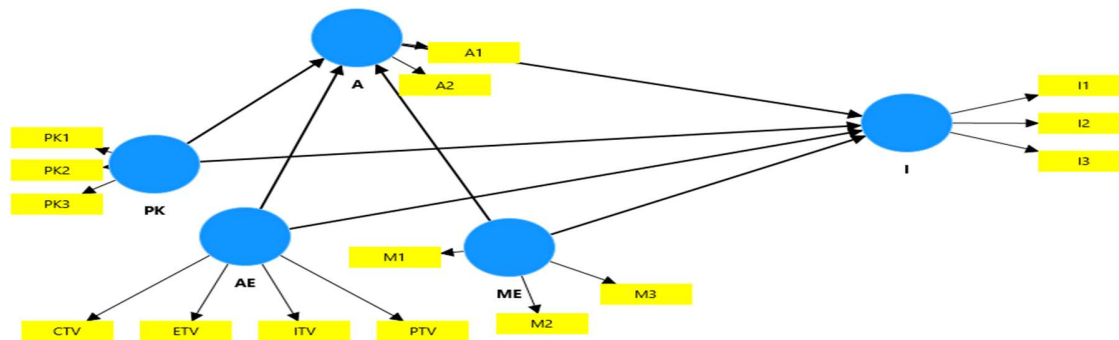 A1
A2
A
I1
I2
I3
I
PK1
PK2
PK3
PK
AE
M1
ME
M3
M2
CTV
ETV
ITV
PTV